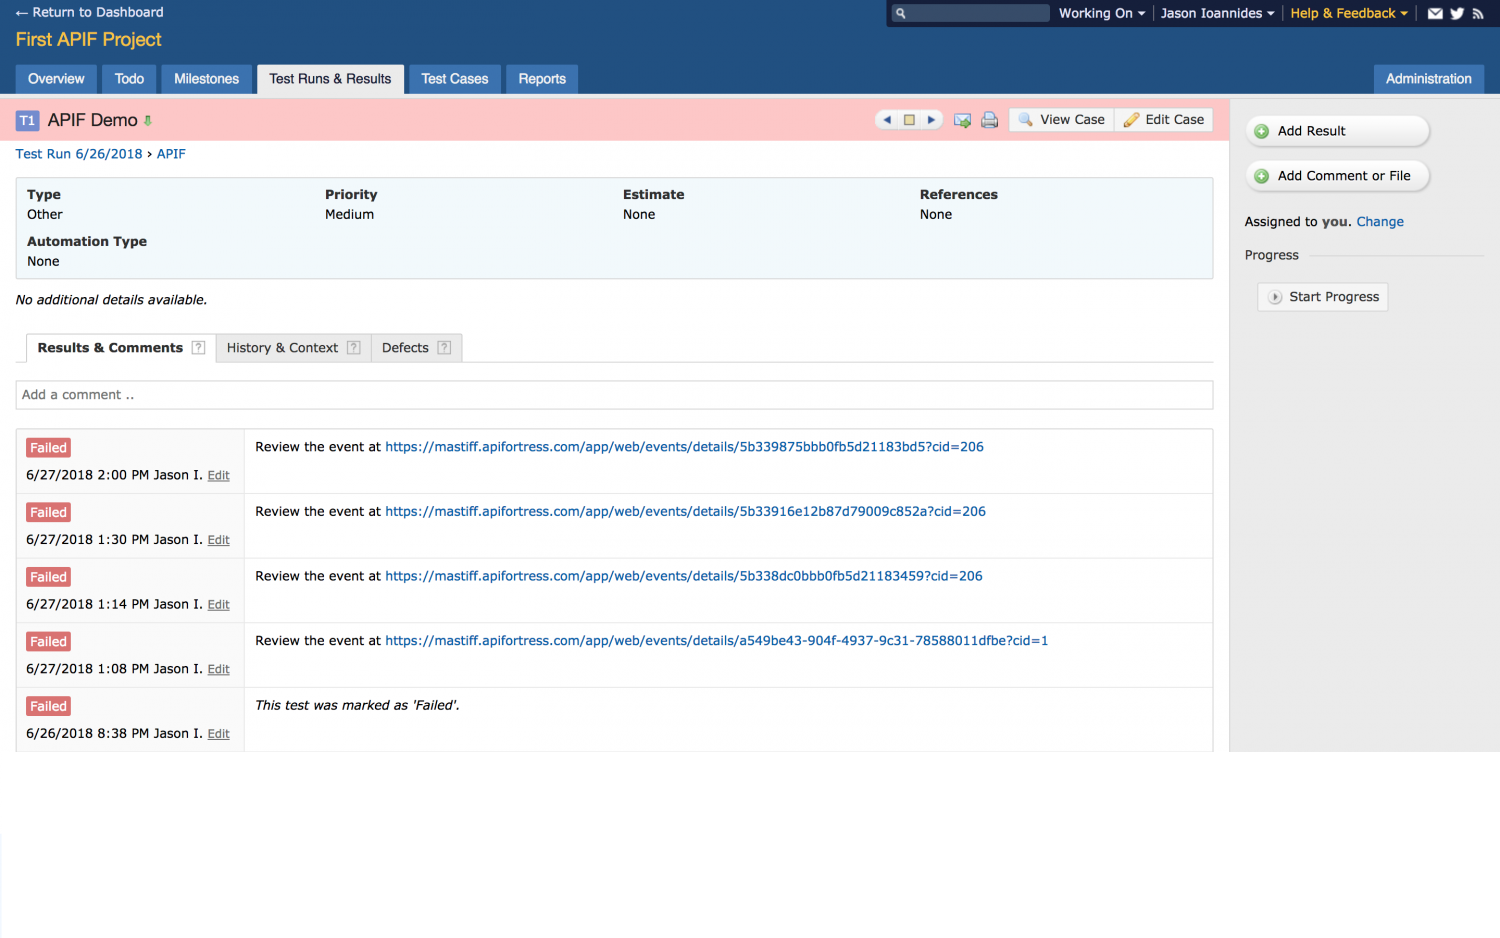 ← Return to Dashboard
Working On
Jason Ioannides
Help & Feedback
First APIF Project
Overview
Todo
Milestones
Test Runs & Results
Test Cases
Reports
Administration
T1 APIF Demo
View Case
Edit Case
Add Result
Test Run 6/26/2018 › APIF
Add Comment or File
Type
Other
Priority
Medium
Estimate
None
References
None
Automation Type
None
Assigned to you. Change
Progress
Start Progress
No additional details available.
Results & Comments ?
History & Context ?
Defects ?
Add a comment ..
Failed
6/27/2018 2:00 PM Jason I. Edit
Review the event at https://mastiff.apifortress.com/app/web/events/details/5b339875bbb0fb5d21183bd5?cid=206
Failed
6/27/2018 1:30 PM Jason I. Edit
Review the event at https://mastiff.apifortress.com/app/web/events/details/5b33916e12b87d79009c852a?cid=206
Failed
6/27/2018 1:14 PM Jason I. Edit
Review the event at https://mastiff.apifortress.com/app/web/events/details/5b338dc0bbb0fb5d21183459?cid=206
Failed
6/27/2018 1:08 PM Jason I. Edit
Review the event at https://mastiff.apifortress.com/app/web/events/details/a549be43-904f-4937-9c31-78588011dfbe?cid=1
Failed
6/26/2018 8:38 PM Jason I. Edit
This test was marked as 'Failed'.